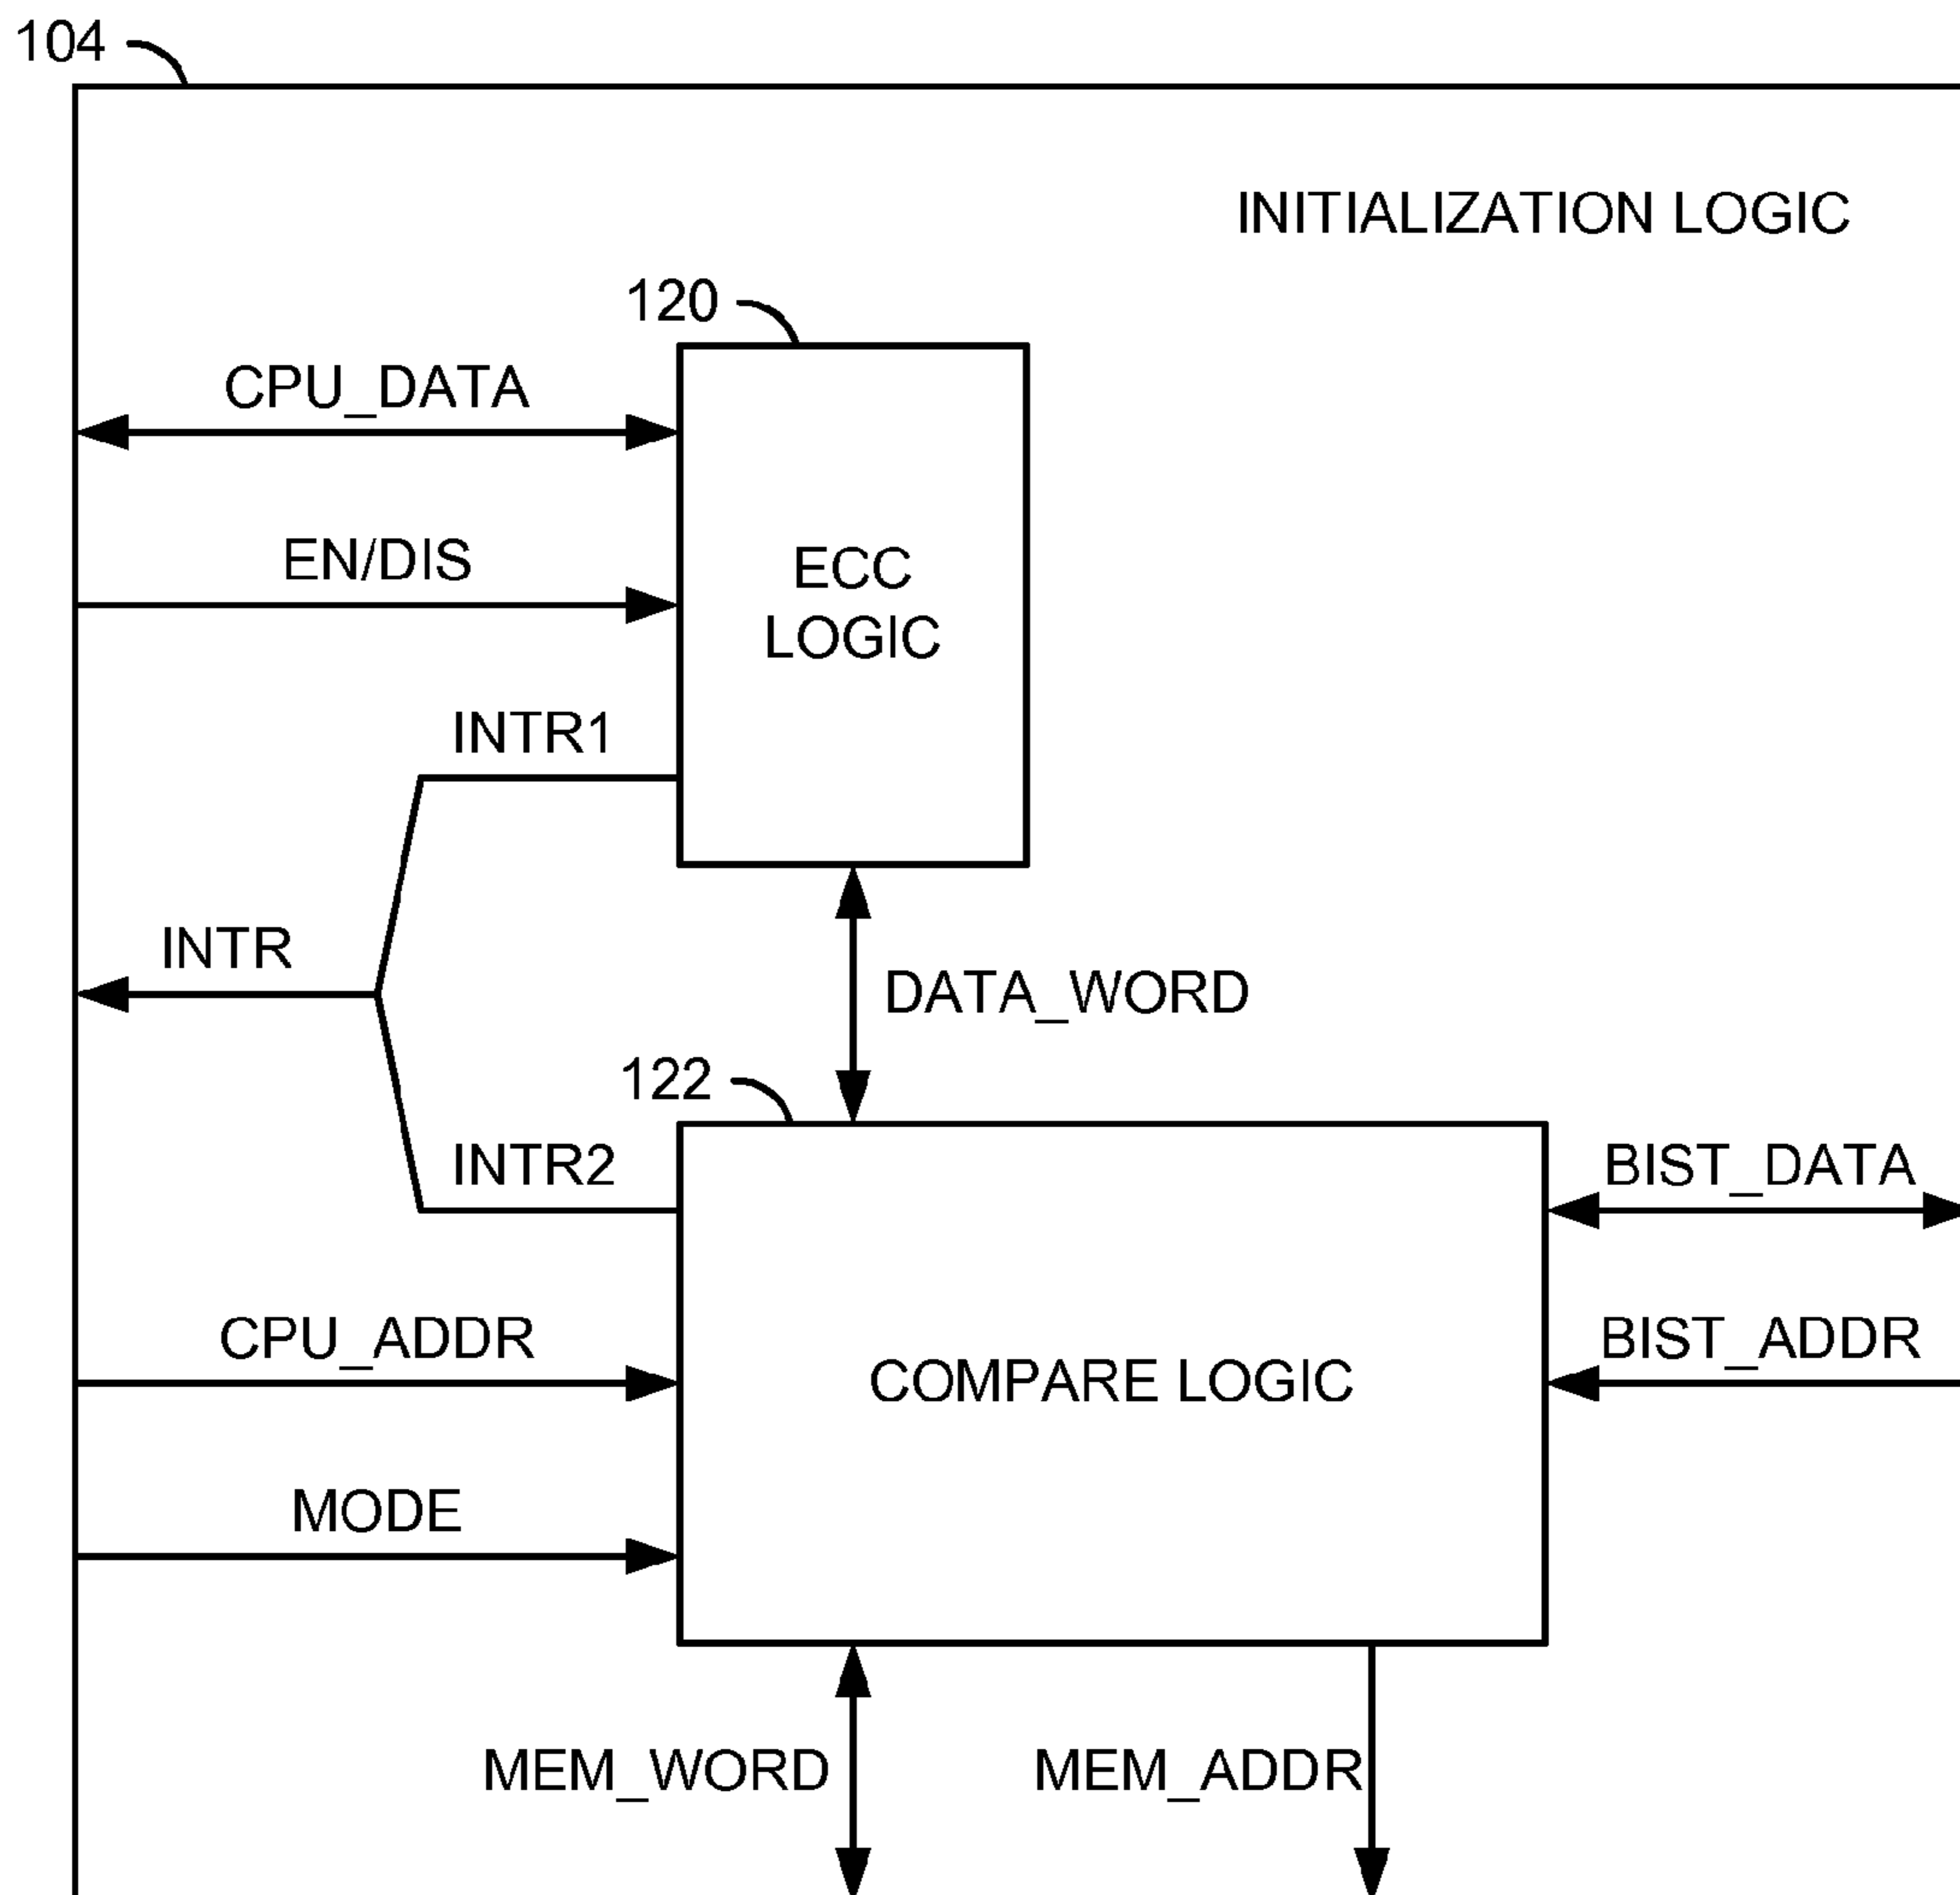 104
INITIALIZATION LOGIC
120
CPU_DATA
EN/DIS
ECC
LOGIC
INTR1
INTR
DATA_WORD
122
INTR2
BIST_DATA
CPU_ADDR
BIST_ADDR
COMPARE LOGIC
MODE
MEM_WORD
MEM_ADDR